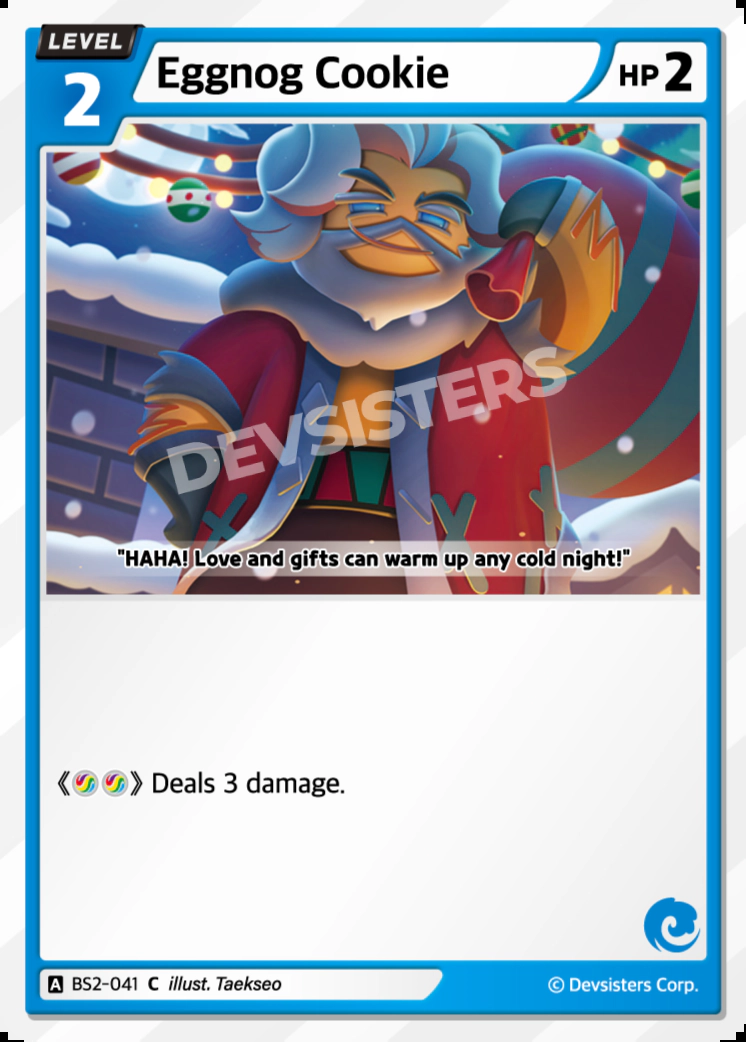 LEVEL
2
Eggnog Cookie
HP 2
DEVSISTERS
"HAHA! Love and gifts can warm up any cold night!"
《 》 Deals 3 damage.
A BS2-041 C illust. Taekseo
© Devsisters Corp.